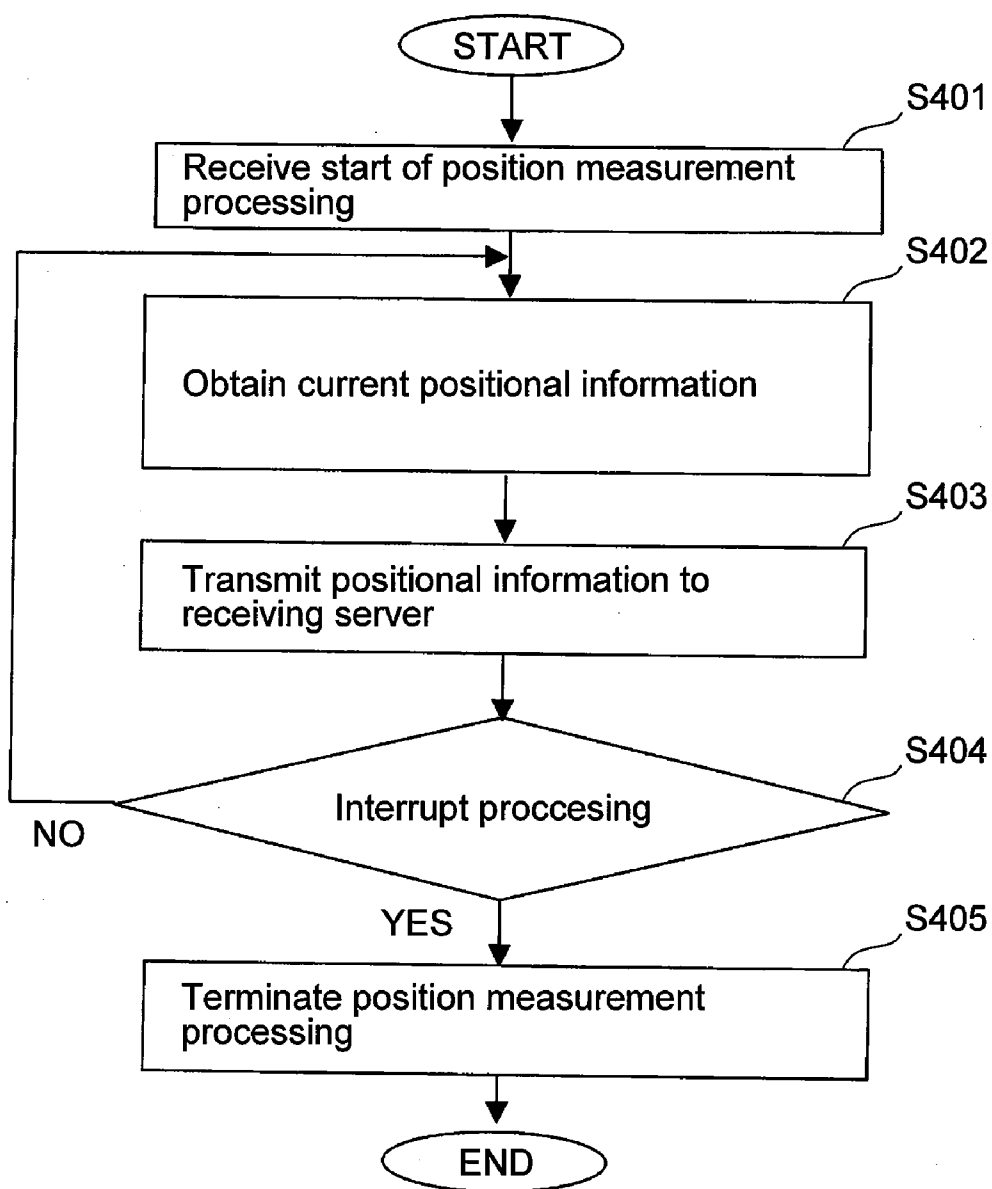 START
S401
Receive start of position measurement
processing
S402
Obtain current positional information
S403
Transmit positional information to
receiving server
S404
Interrupt proccesing
NO
YES
S405
Terminate position measurement
processing
END